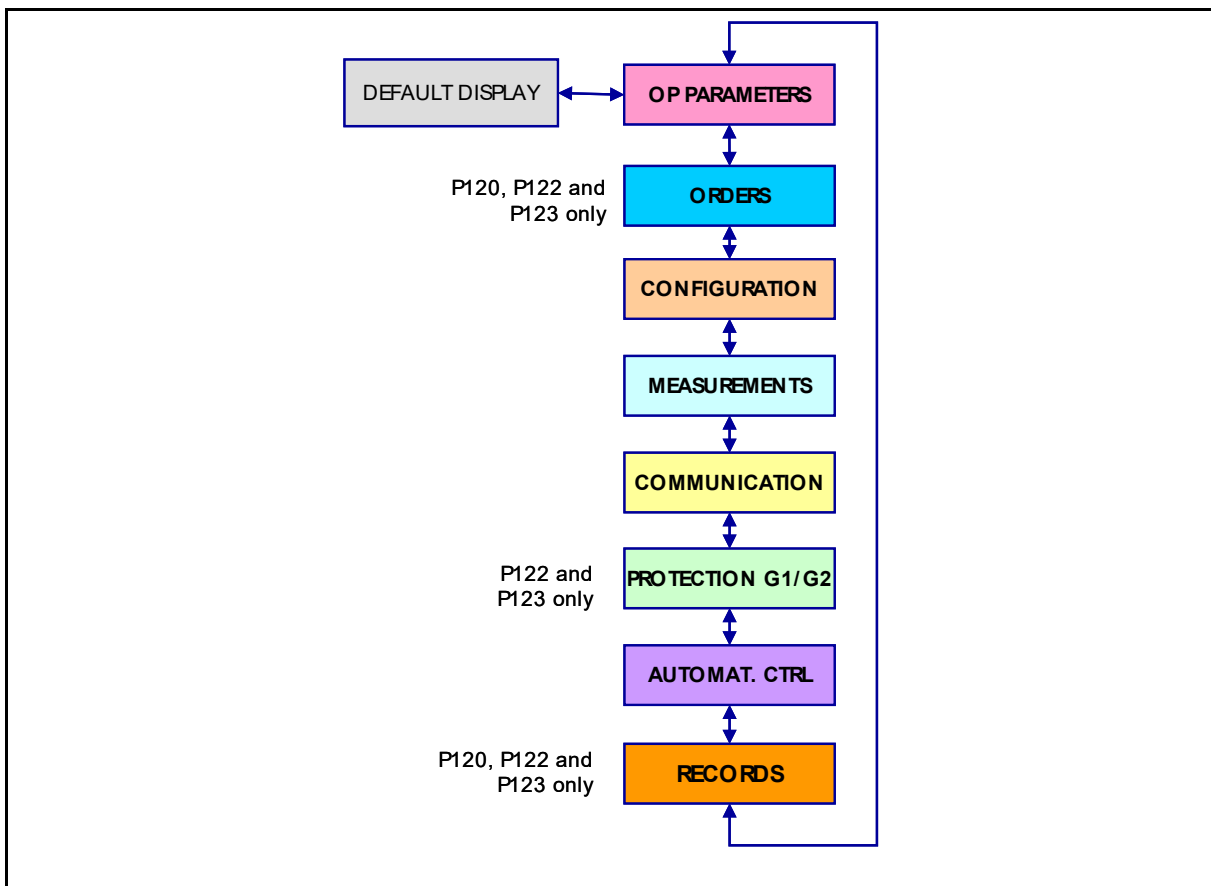 DEFAULT DISPLAY
OP PARAMETERS
P120, P122 and
P123 only
ORDERS
CONFIGURATION
MEASUREMENTS
COMMUNICATION
P122 and
P123 only
PROTECTION G1/G2
AUTOMAT. CTRL
P120, P122 and
P123 only
RECORDS